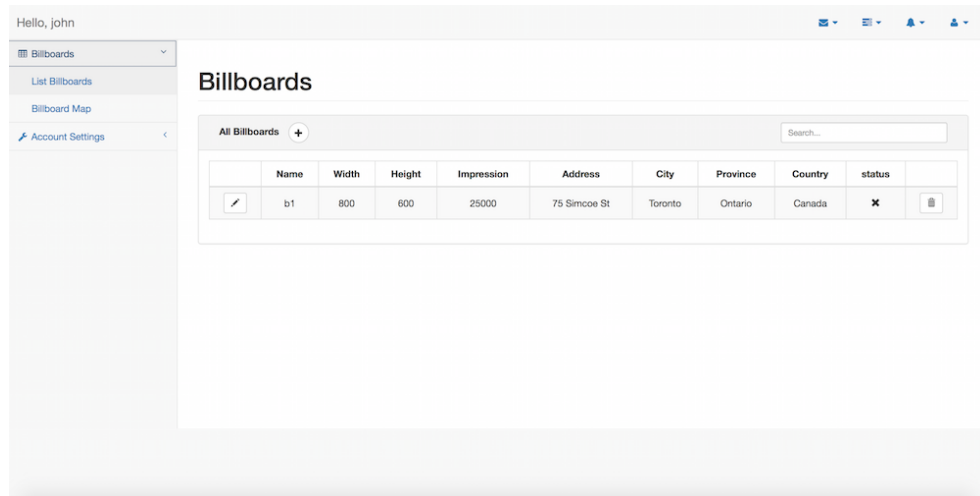 Hello, john
Billboards
List Billboards
Billboard Map
Account Settings
Billboards
All Billboards
Search...
Name Width Height Impression Address City Province Country status
b1 800 600 25000 75 Simcoe St Toronto Ontario Canada